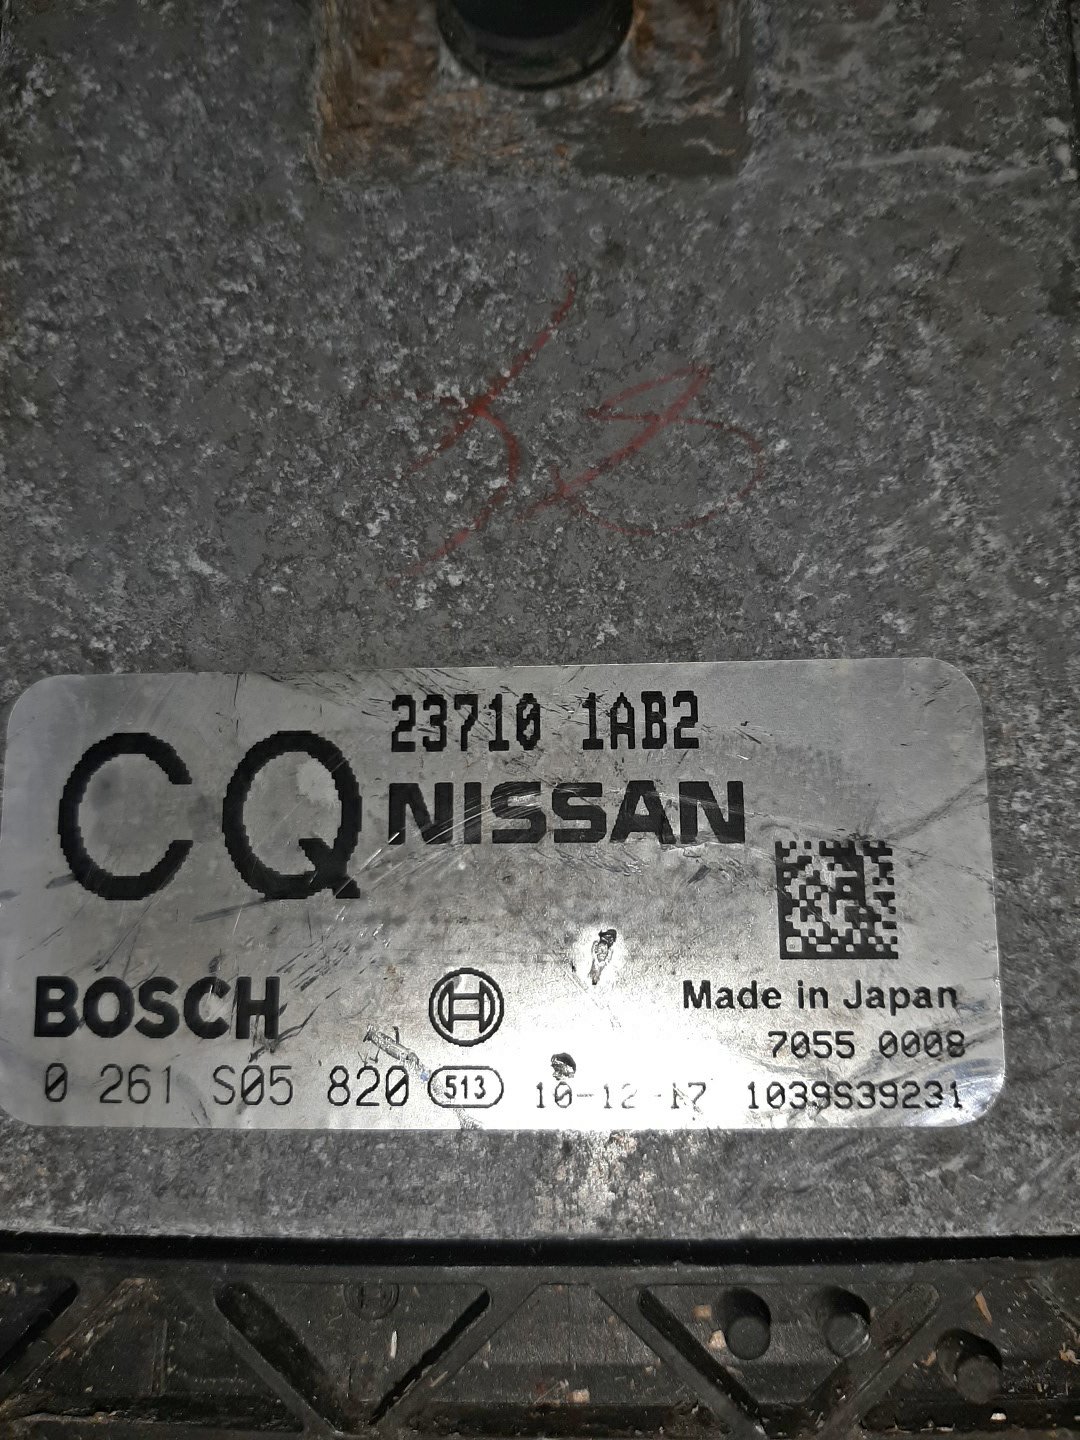 23710 1AB2
CQ
NISSAN
BOSCH
Made in Japan
7055 0008
0 261 S05 820 513 10-12-17 1039S39231